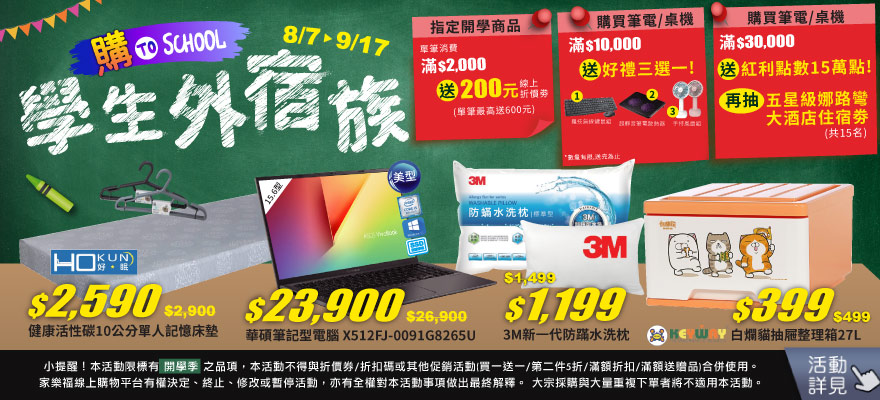 購 TO SCHOOL
8/7▶9/17
學生外宿族
指定開學商品
單筆消費
滿$2,000
送200元 線上折價券
(單筆最高送600元)
購買筆電/桌機
滿$10,000
送好禮三選一!
1
2
3
*數量有限,送完為止
購買筆電/桌機
滿$30,000
送紅利點數15萬點!
再抽 五星級娜路彎
大酒店住宿券
(共15名)
HOKUN
好·眠
$2,590 $2,900
健康活性碳10公分單人記憶床墊
15.6型
美型
ASUS VivoBook
$23,900 $26,900
華碩筆記型電腦 X512FJ-0091G8265U
3M
防蟎水洗枕 標準型
3M
3M
$1,499
$1,199
3M新一代防蹣水洗枕
KEYWAY
$399 $499
白爛貓抽屜整理箱27L
小提醒!本活動限標有 開學季 之品項,本活動不得與折價券/折扣碼或其他促銷活動(買一送一/第二件5折/滿額折扣/滿額送贈品)合併使用。
家樂福線上購物平台有權決定、終止、修改或暫停活動,亦有全權對本活動事項做出最終解釋。 大宗採購與大量重複下單者將不適用本活動。
活動
詳見